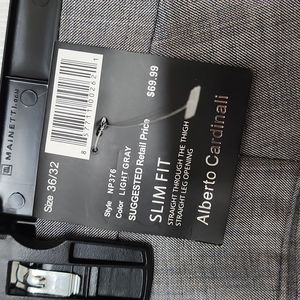 MAINETTI
Size 36/32
Style NP376
Color LIGHT GRAY
SUGGESTED Retail Price
$69.99
SLIM FIT
STRAIGHT THROUGH THE THIGH
STRAIGHT LEG OPENING
Alberto Cardinali